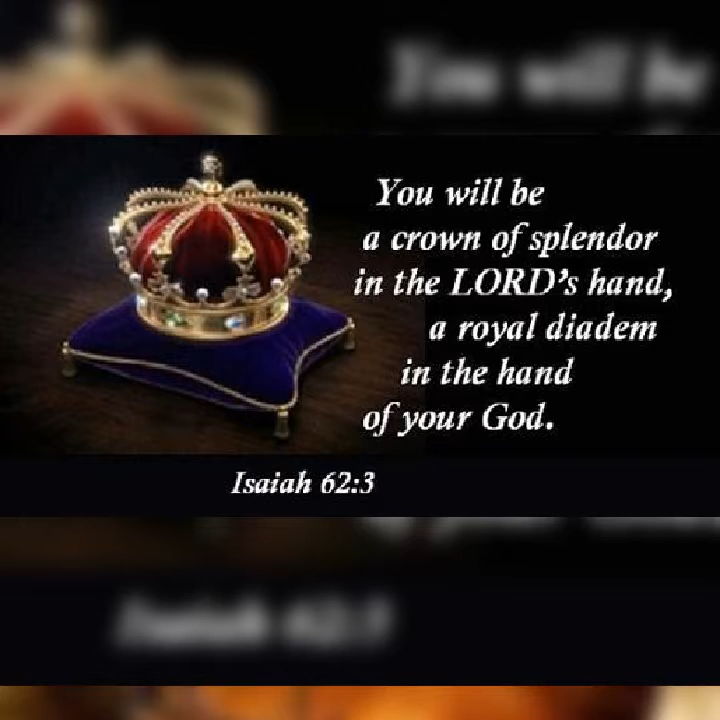 You will be
a crown of splendor
in the LORD's hand,
a royal diadem
in the hand
of your God.
Isaiah 62:3